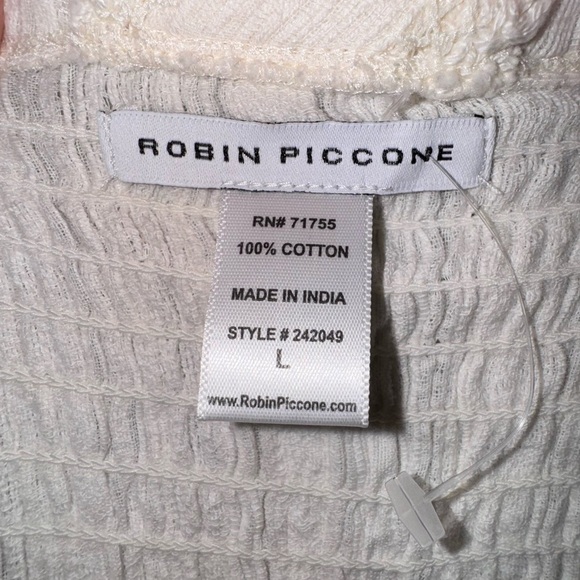 ROBIN PICCONE
RN# 71755
100% COTTON
MADE IN INDIA
STYLE # 242049
L
www.RobinPiccone.com